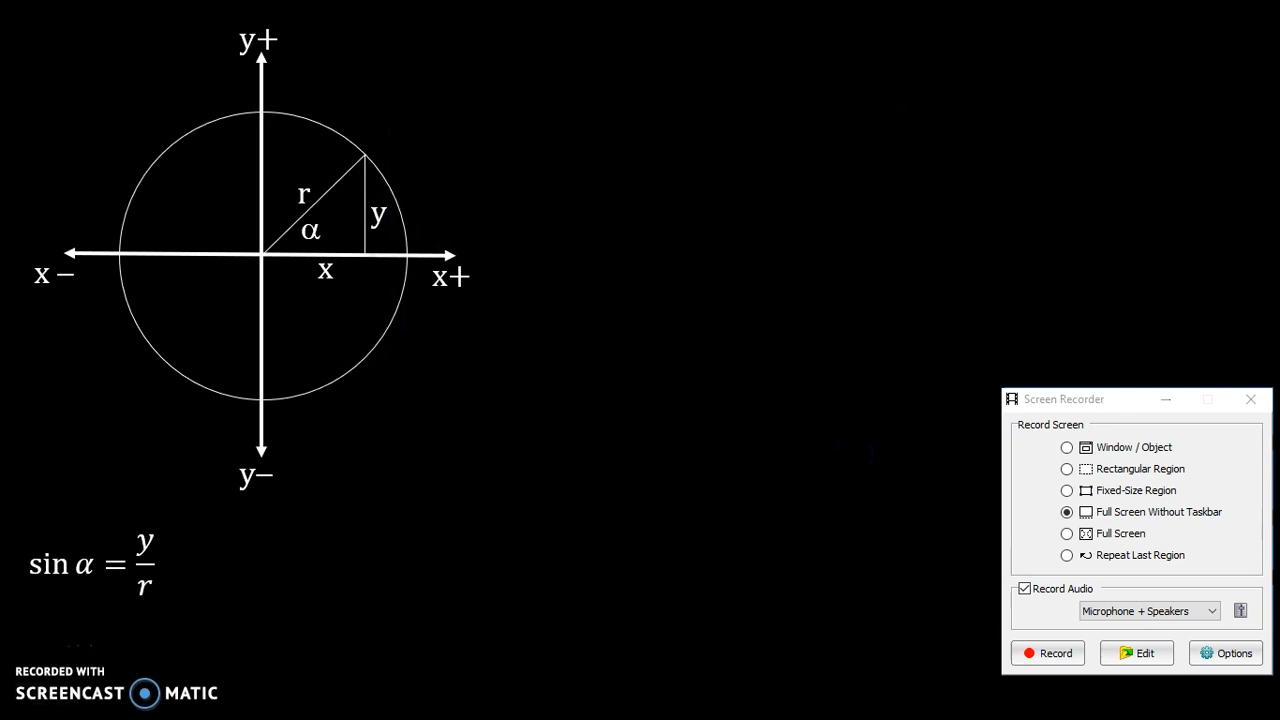 y+
r
α
y
x –
x
x+
y–
sin α = y/r
RECORDED WITH
SCREENCAST MATIC
Screen Recorder
Record Screen
Window / Object
Rectangular Region
Fixed-Size Region
Full Screen Without Taskbar
Full Screen
Repeat Last Region
Record Audio
Microphone + Speakers
Record
Edit
Options